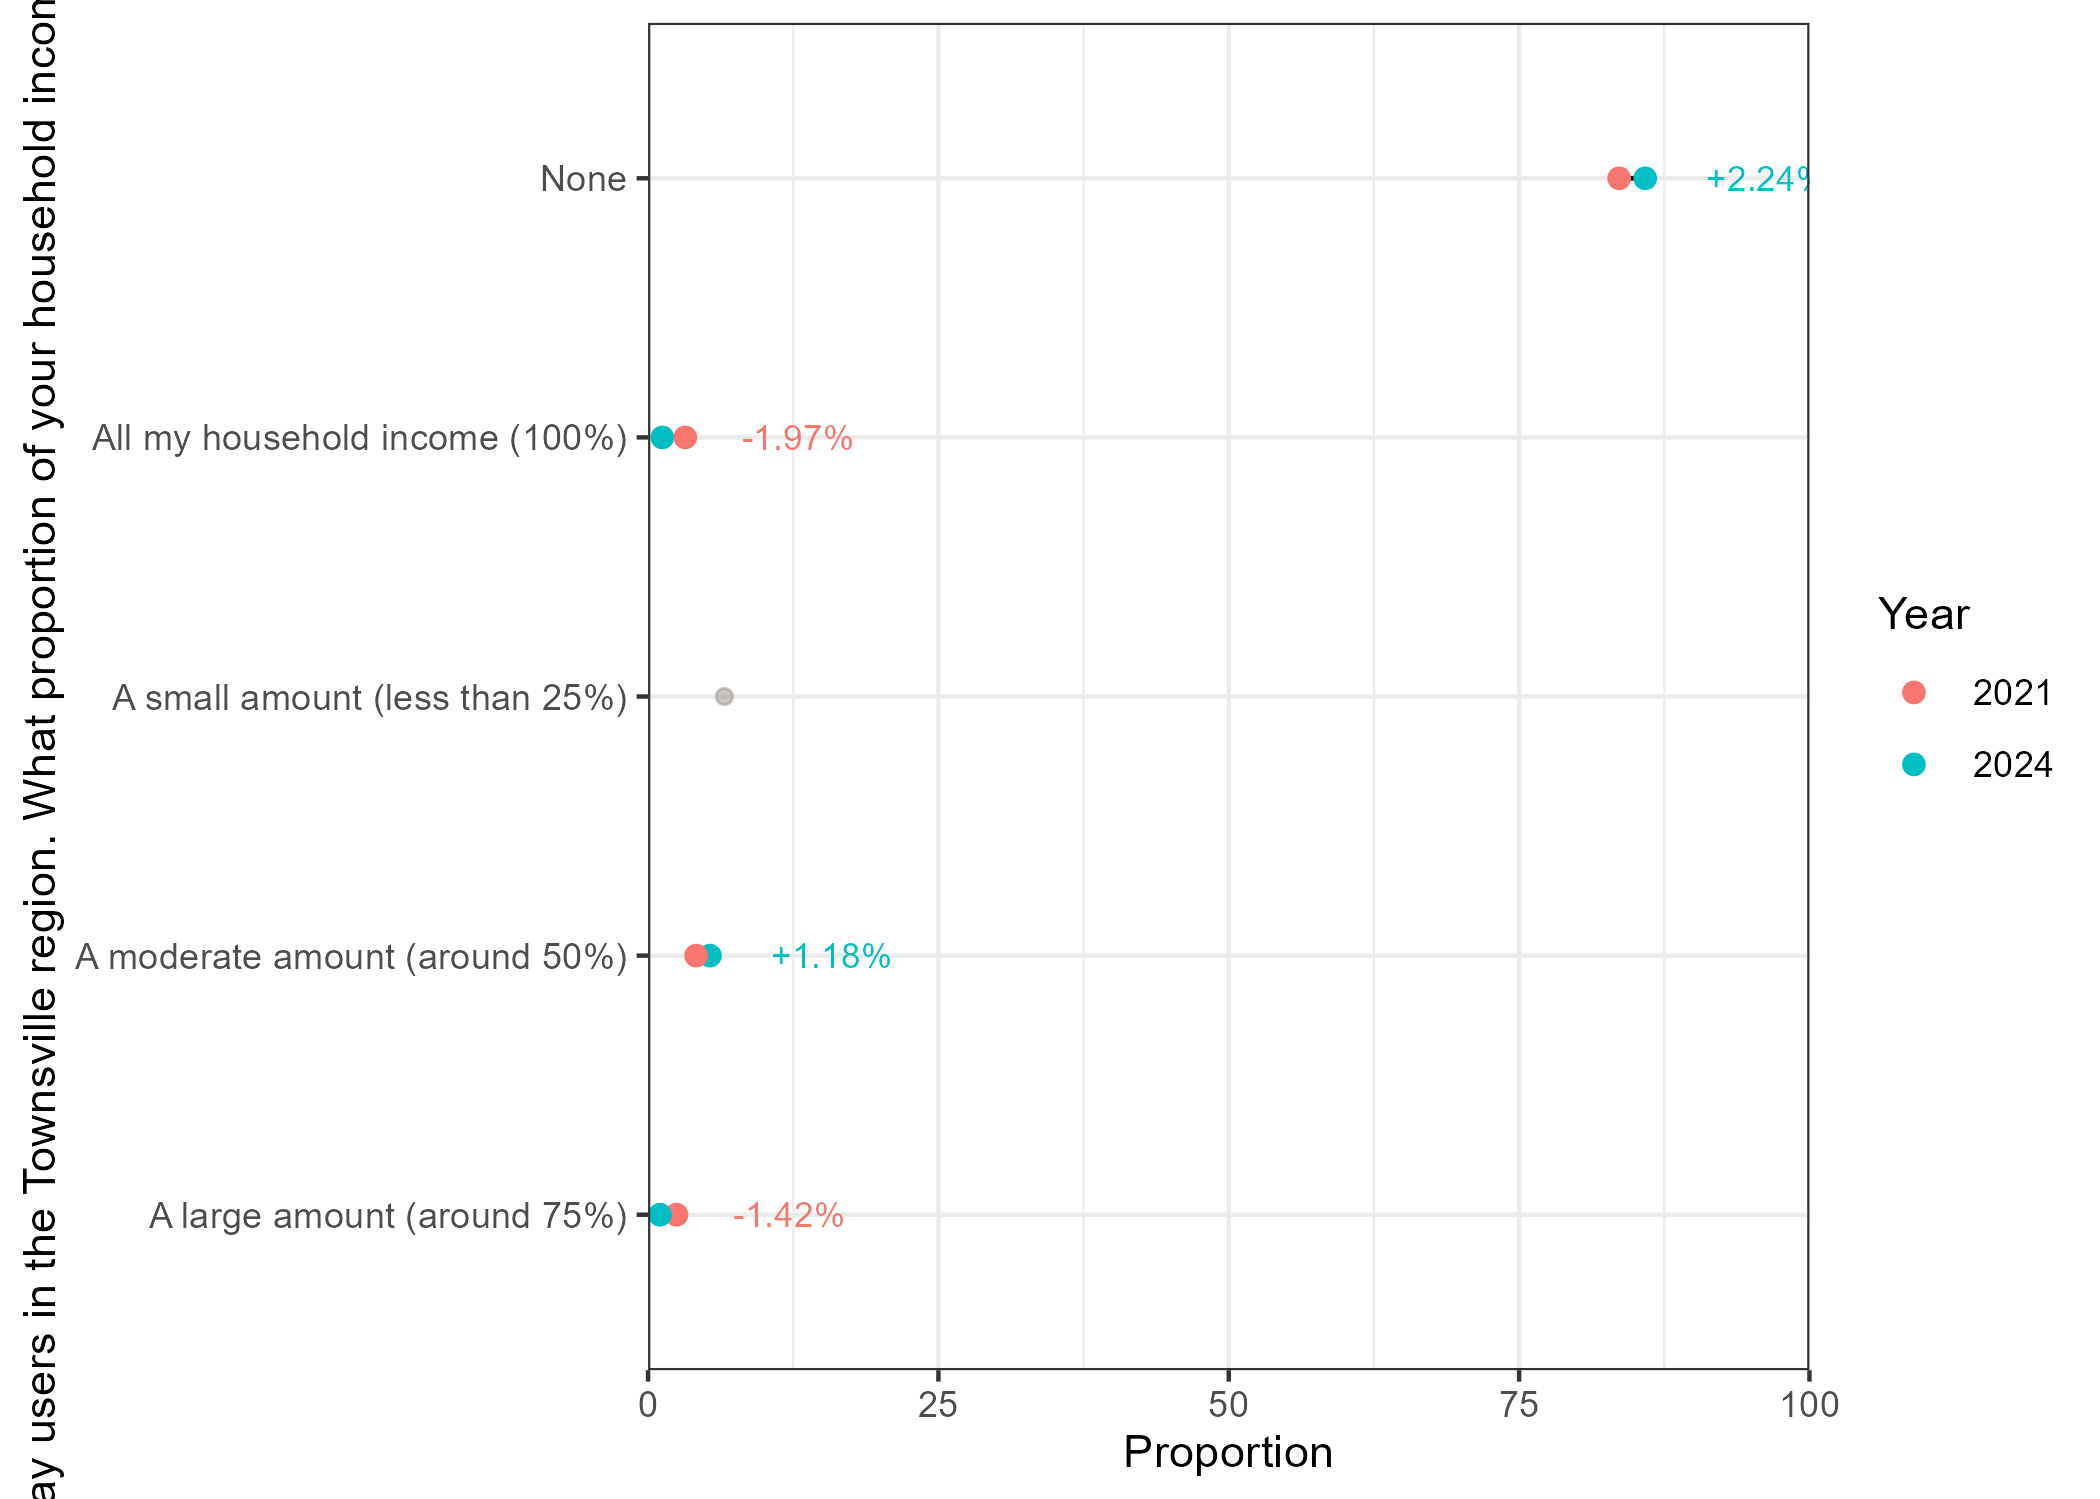 users in the Townsville region. What proportion of your household
None
All my household income (100%)
A small amount (less than 25%)
A moderate amount (around 50%)
A large amount (around 75%)
+2.24%
-1.97%
+1.18%
-1.42%
0
25
50
75
100
Proportion
Year
2021
2024